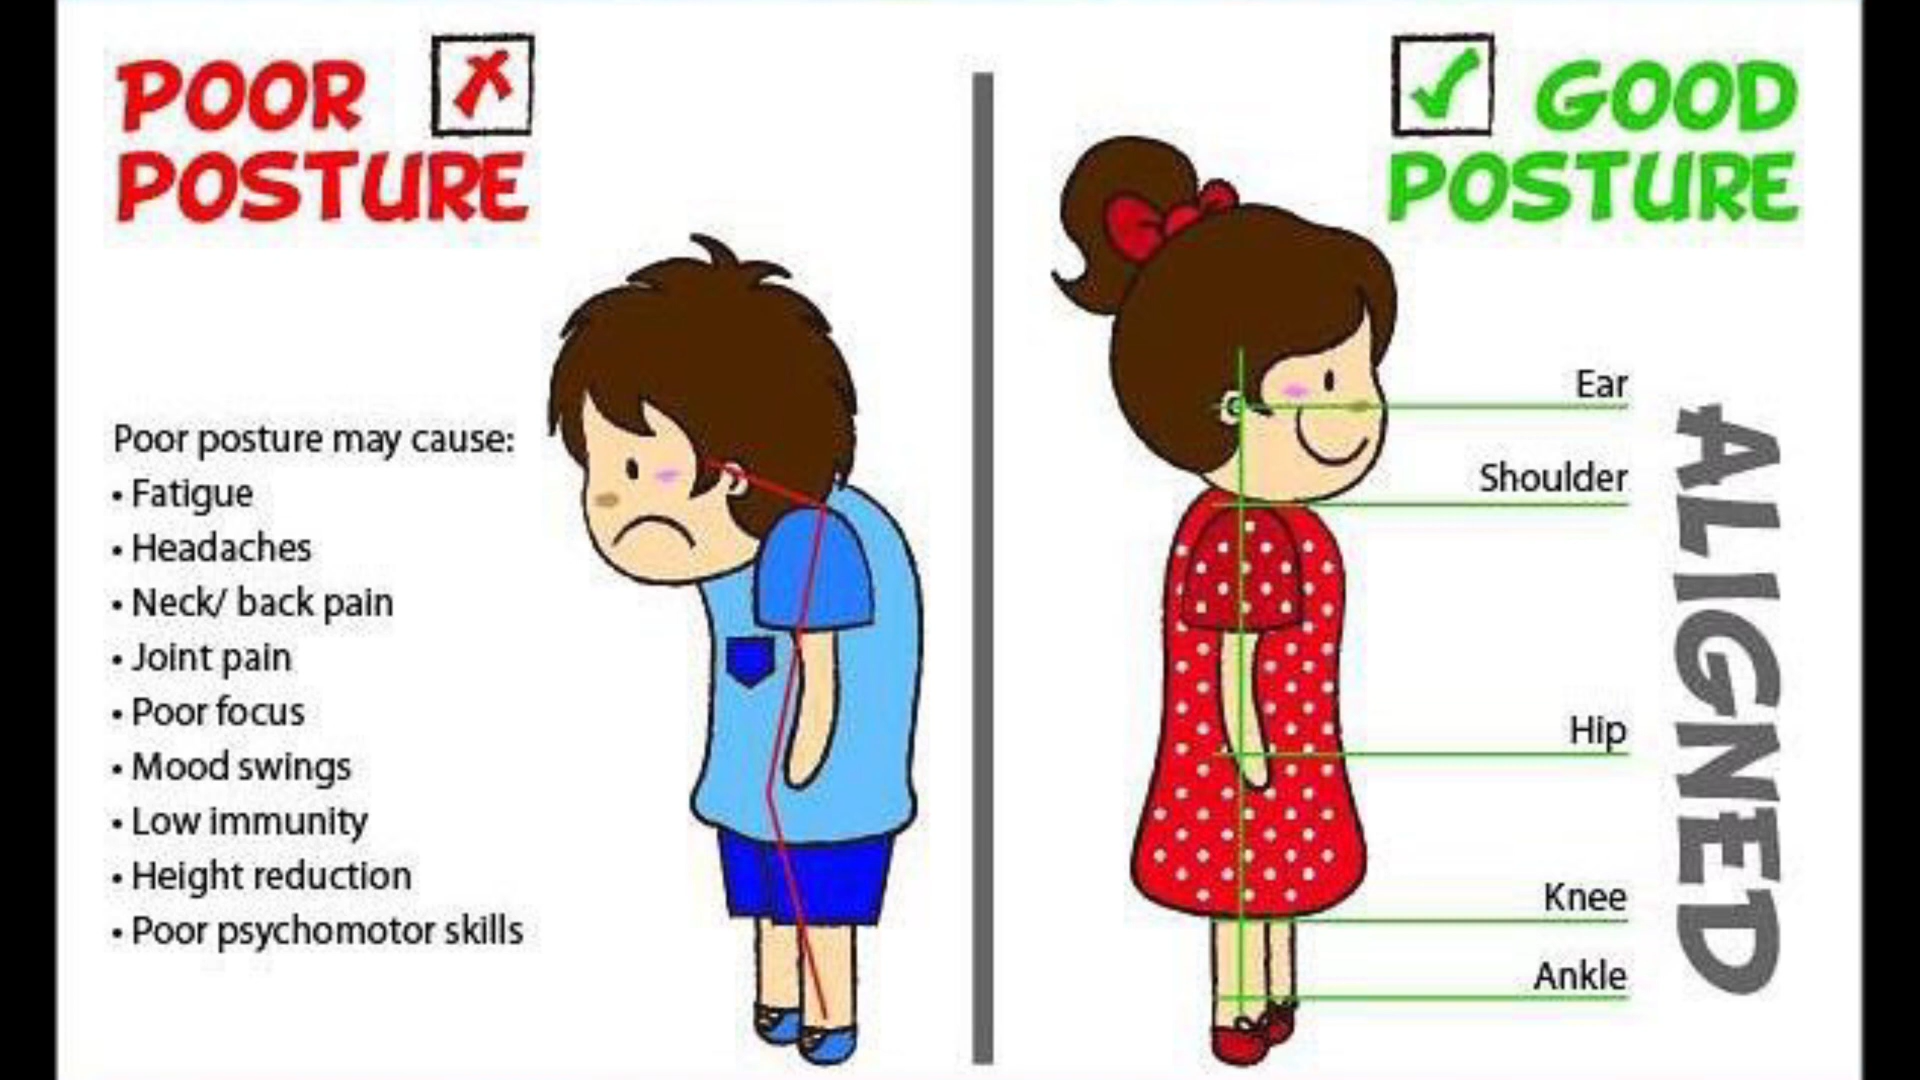 POOR
POSTURE
Poor posture may cause:
• Fatigue
• Headaches
• Neck/ back pain
• Joint pain
• Poor focus
• Mood swings
• Low immunity
• Height reduction
• Poor psychomotor skills
GOOD
POSTURE
Ear
Shoulder
Hip
Knee
Ankle
ALIGNED